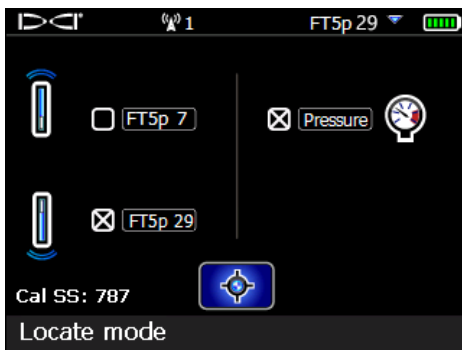 DCI 1 FT5p 29
FT5p 7 Pressure
FT5p 29
Cal SS: 787
Locate mode